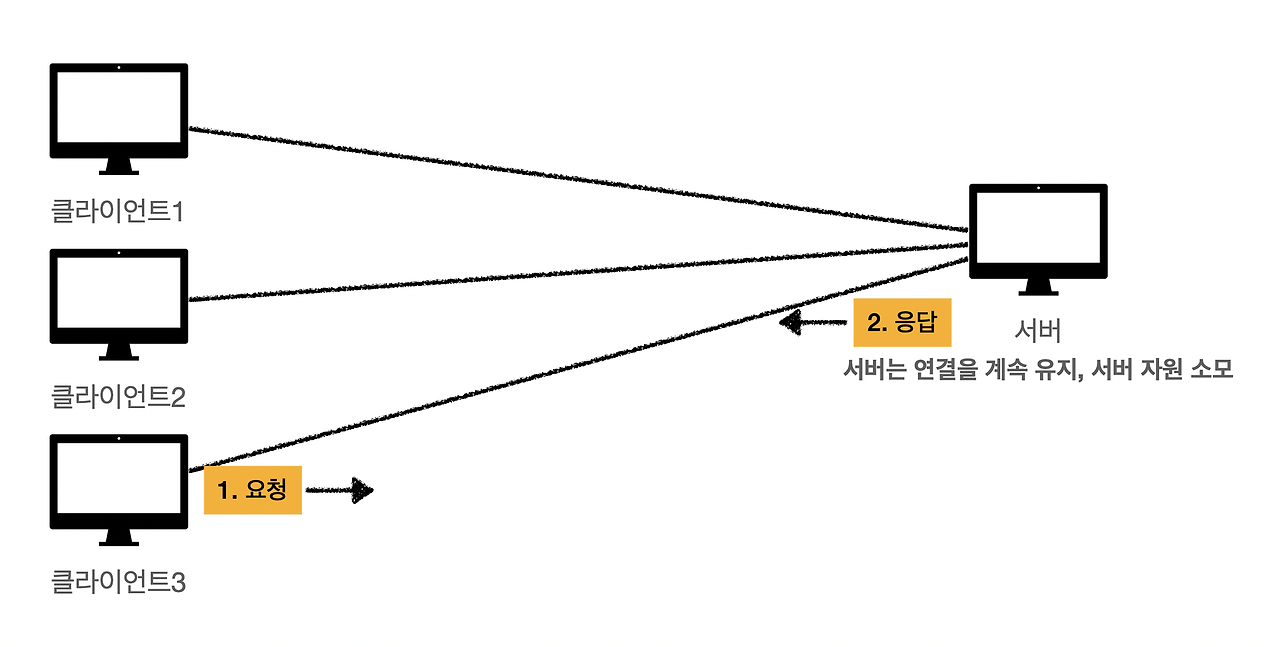 클라이언트1
클라이언트2
클라이언트3
1. 요청
2. 응답
서버
서버는 연결을 계속 유지, 서버 자원 소모